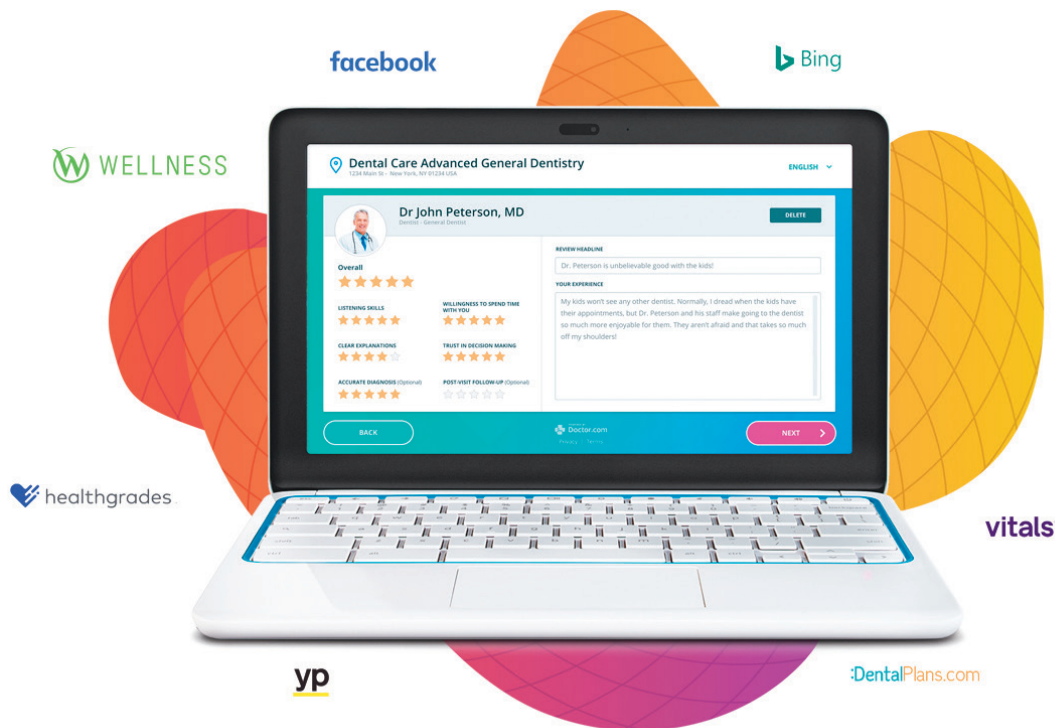 facebook
Bing
WELLNESS
Dental Care Advanced General Dentistry
1234 Main St - New York, NY 01234 USA
ENGLISH
Dr John Peterson, MD
Dentist - General Dentist
DELETE
Overall
LISTENING SKILLS
WILLINGNESS TO SPEND TIME
WITH YOU
CLEAR EXPLANATIONS
TRUST IN DECISION MAKING
ACCURATE DIAGNOSIS (Optional)
POST-VISIT FOLLOW-UP (Optional)
REVIEW HEADLINE
Dr. Peterson is unbelievable good with the kids!
YOUR EXPERIENCE
My kids won't see any other dentist. Normally, I dread when the kids have
their appointments, but Dr. Peterson and his staff make going to the dentist
so much more enjoyable for them. They aren't afraid and that takes so much
off my shoulders!
BACK
Doctor.com
Privacy | Terms
NEXT
healthgrades
vitals
yp
:DentalPlans.com